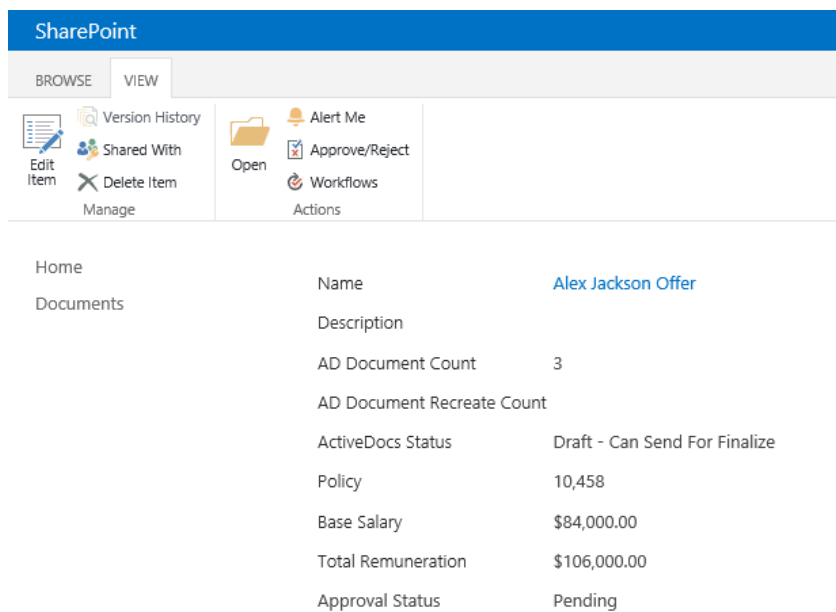 SharePoint
BROWSE VIEW
Edit Item
Version History
Shared With
Delete Item
Manage
Open
Alert Me
Approve/Reject
Workflows
Actions
Home
Documents
Name Alex Jackson Offer
Description
AD Document Count 3
AD Document Recreate Count
ActiveDocs Status Draft - Can Send For Finalize
Policy 10,458
Base Salary $84,000.00
Total Remuneration $106,000.00
Approval Status Pending